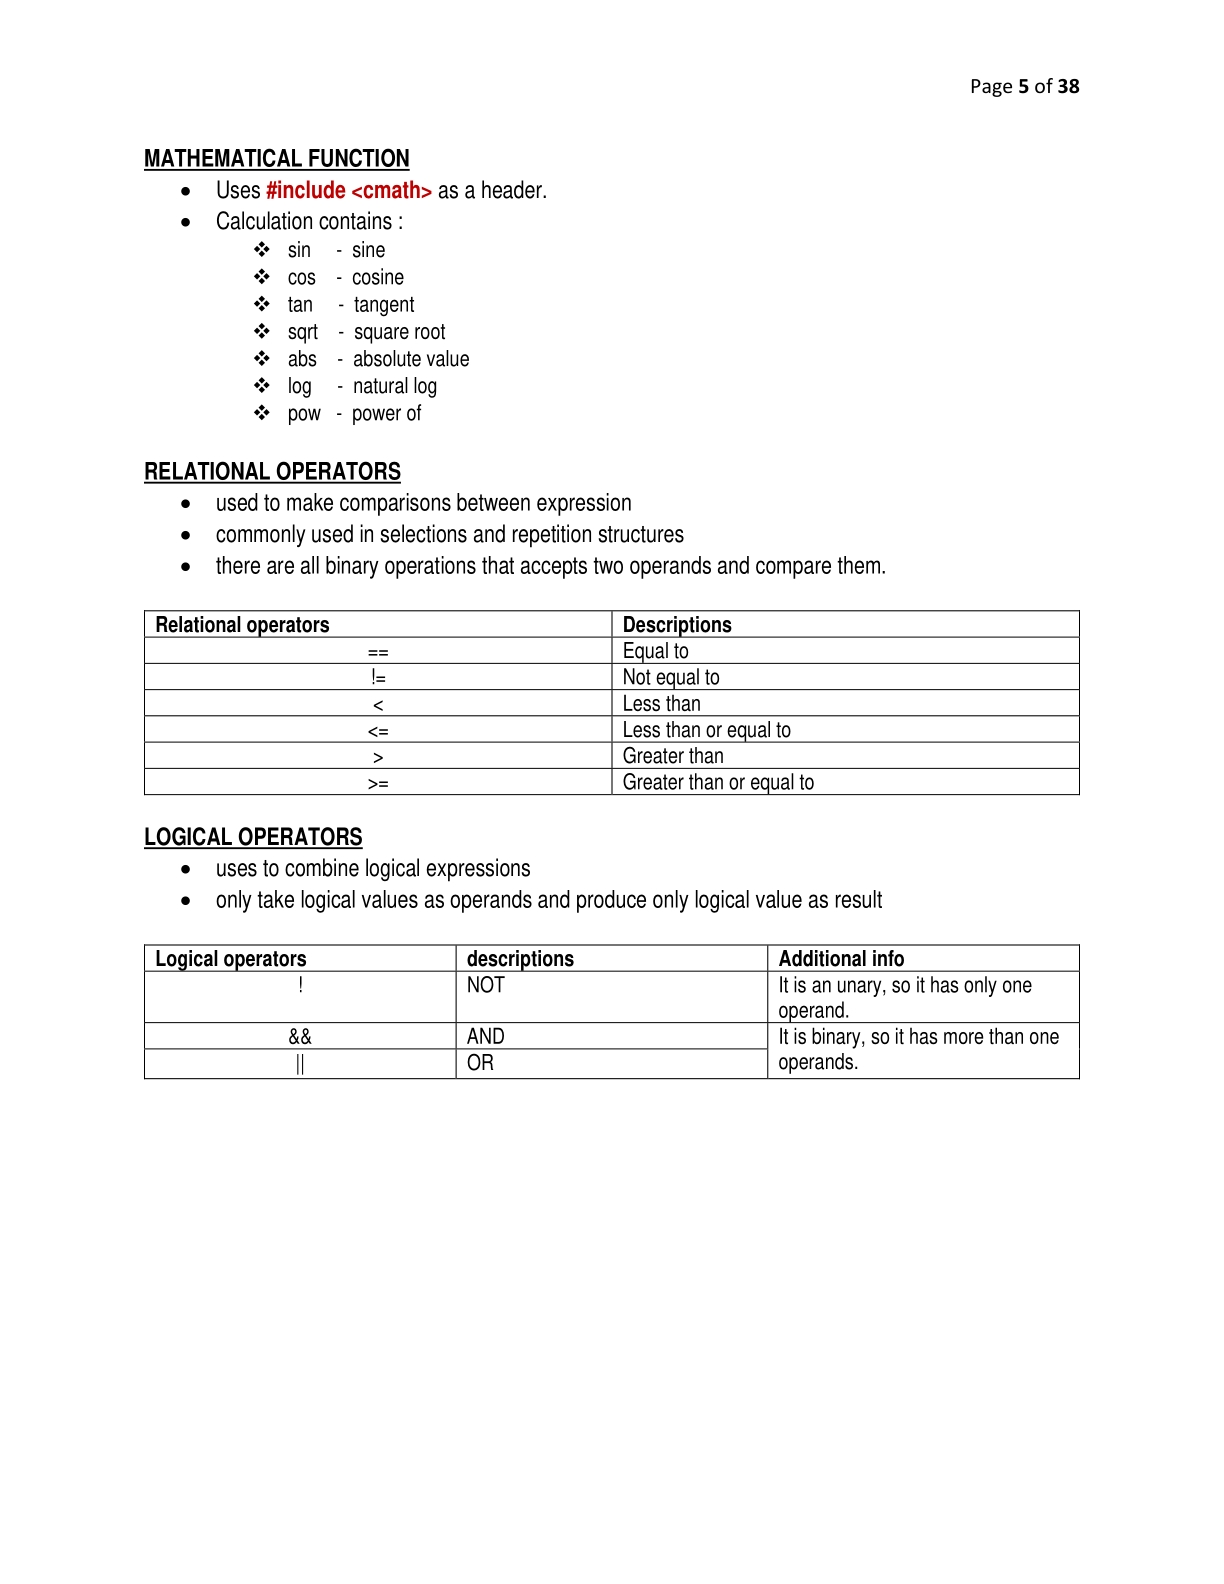 Page 5 of 38
MATHEMATICAL FUNCTION
• Uses #include <cmath> as a header.
• Calculation contains :
❖ sin - sine
❖ cos - cosine
❖ tan - tangent
❖ sqrt - square root
❖ abs - absolute value
❖ log - natural log
❖ pow - power of
RELATIONAL OPERATORS
• used to make comparisons between expression
• commonly used in selections and repetition structures
• there are all binary operations that accepts two operands and compare them.
Relational operators Descriptions
== Equal to
!= Not equal to
< Less than
<= Less than or equal to
> Greater than
>= Greater than or equal to
LOGICAL OPERATORS
• uses to combine logical expressions
• only take logical values as operands and produce only logical value as result
Logical operators descriptions Additional info
! NOT It is an unary, so it has only one
operand.
&& AND It is binary, so it has more than one
|| OR operands.